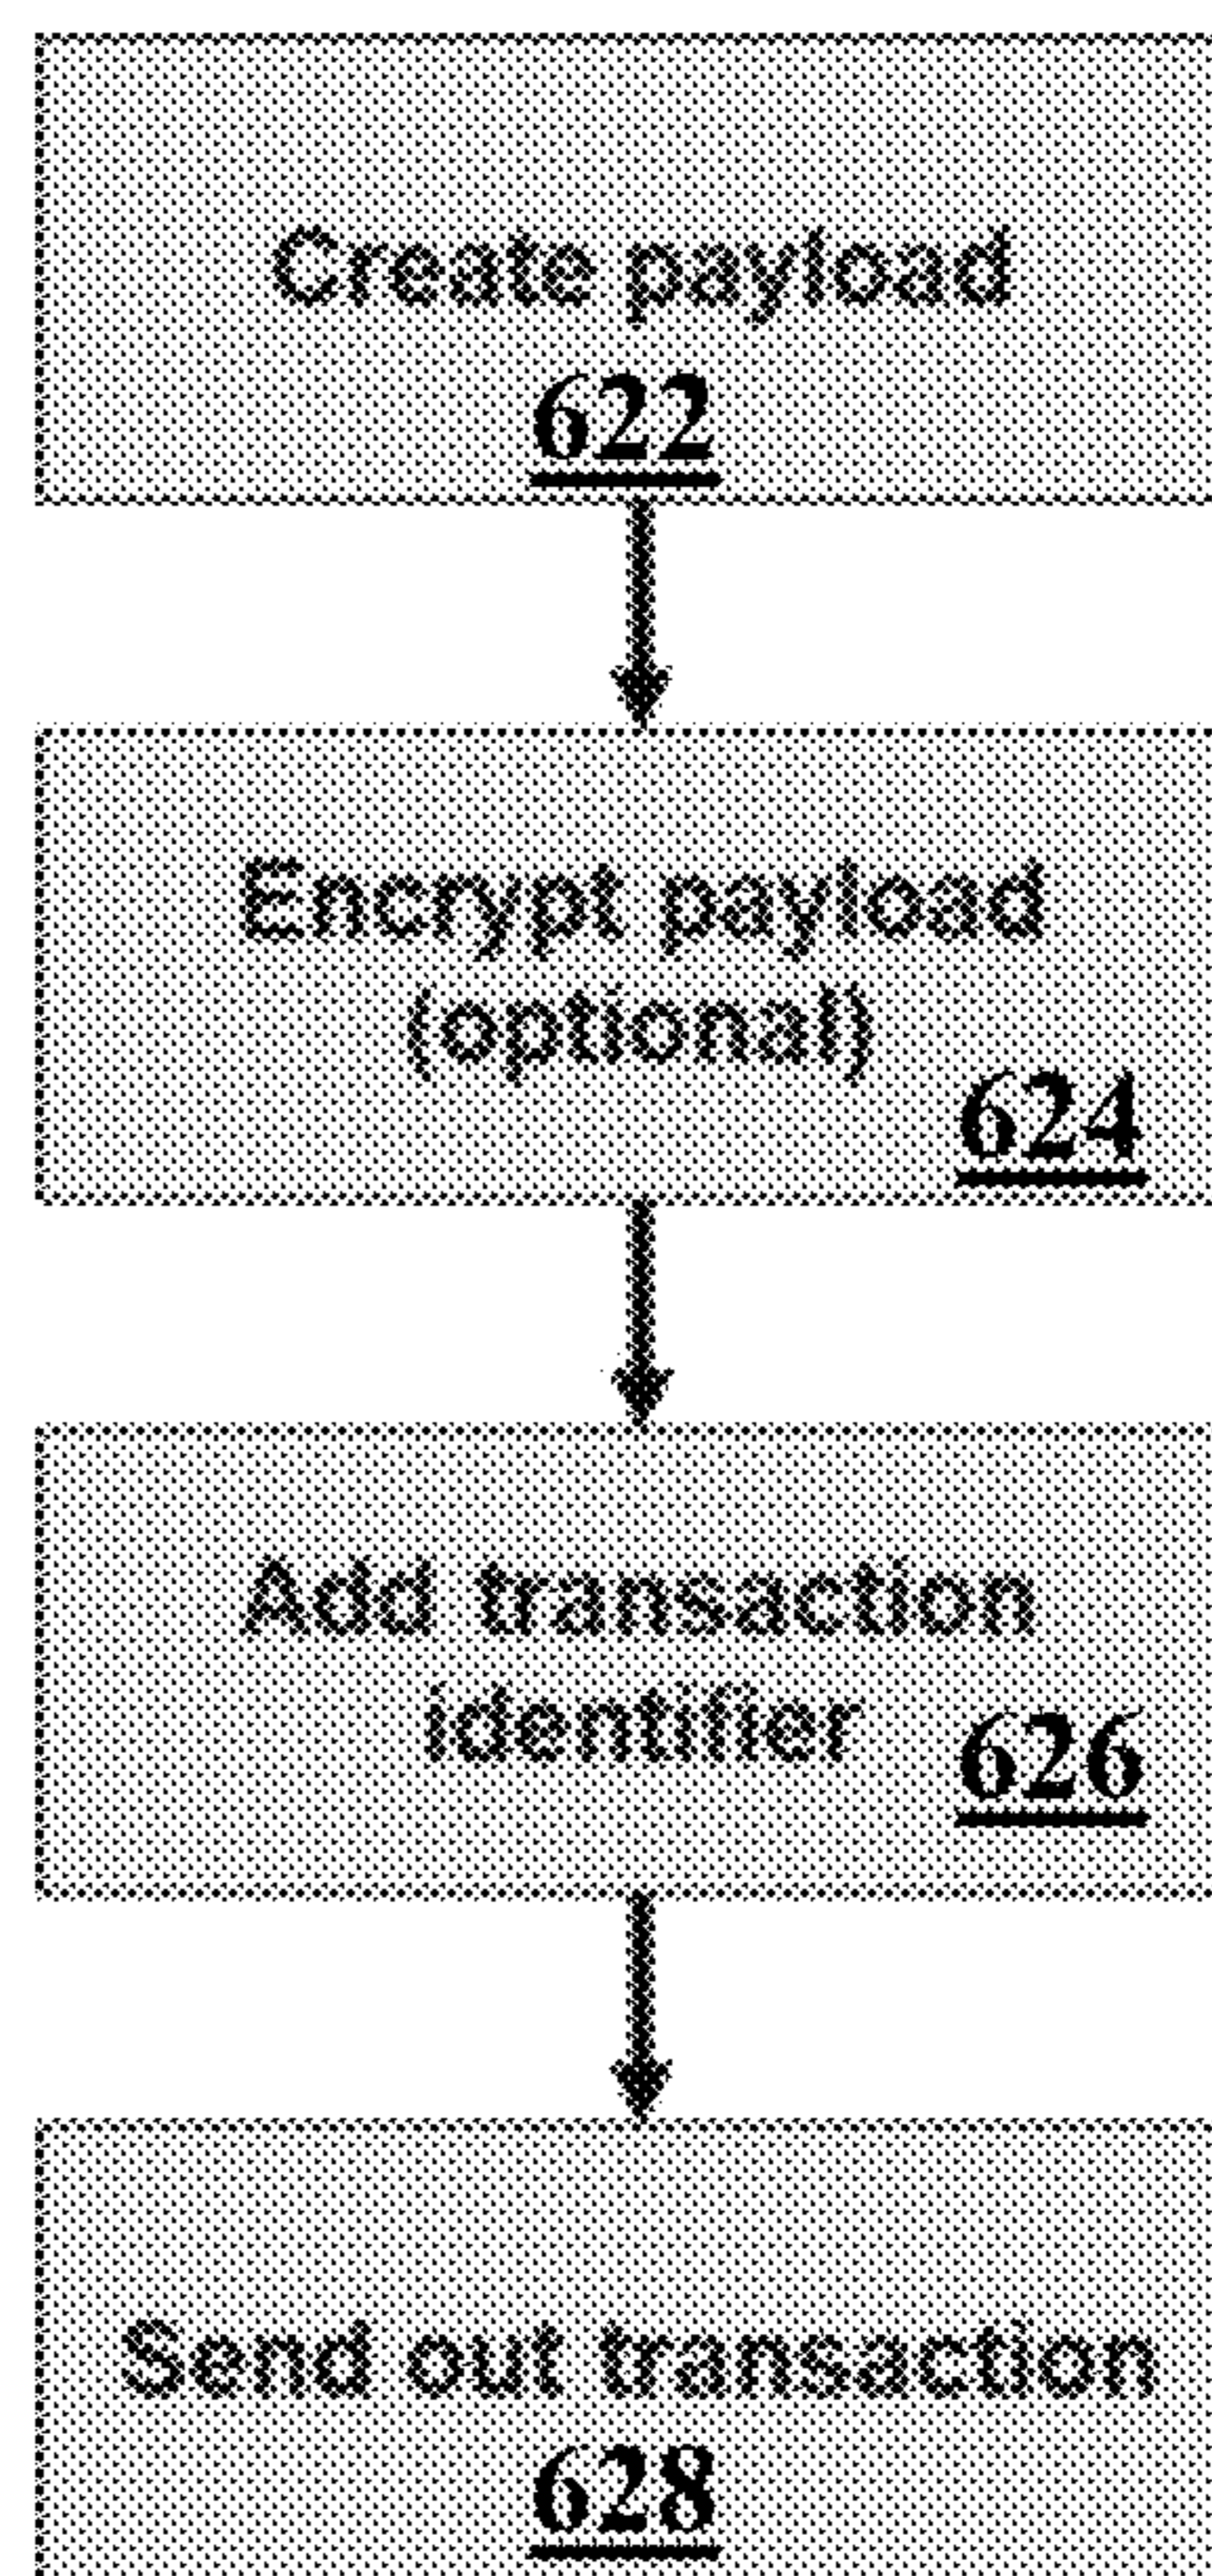 Create payload
622
Encrypt payload
(optional)
624
Add transaction
identifier
626
Send out transaction
628